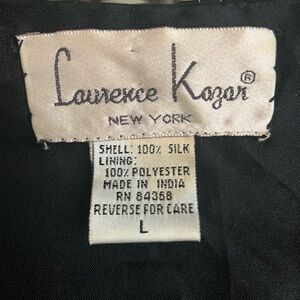 Laurence Kazar®
NEW YORK
SHELL: 100% SILK
LINING:
100% POLYESTER
MADE IN INDIA
RN 84368
REVERSE FOR CARE
L